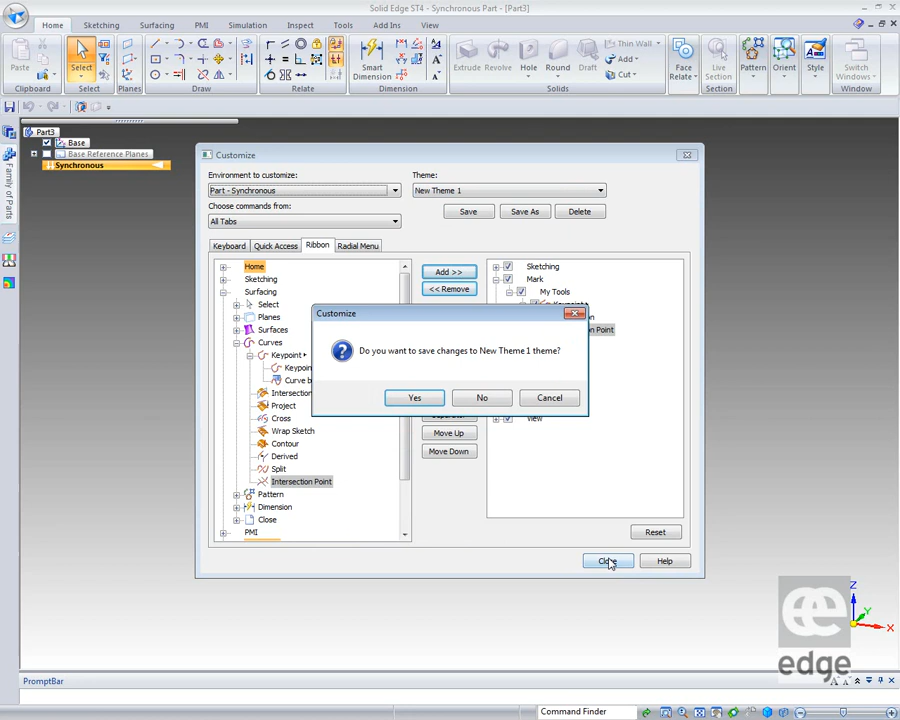 Solid Edge ST4 - Synchronous Part - [Part3]
Home Sketching Surfacing PMI Simulation Inspect Tools Add Ins View
Paste Select Smart Dimension Extrude Revolve Hole Round Draft Thin Wall Add Cut Face Relate Live Section Pattern Orient Style Switch Windows
Clipboard Select Planes Draw Relate Dimension Solids Section Window
Part3
Base
Base Reference Planes
Synchronous
Family of Parts
Customize
Environment to customize: Theme:
Part - Synchronous New Theme 1
Choose commands from: Save Save As Delete
All Tabs
Keyboard Quick Access Ribbon Radial Menu
Home
Sketching
Surfacing
Select
Planes
Surfaces
Curves
Keypoint
Keypoin
Curve b
Intersection
Project
Cross
Wrap Sketch
Contour
Derived
Split
Intersection Point
Pattern
Dimension
Close
PMI
Add >>
<< Remove
Move Up
Move Down
Sketching
Mark
My Tools
on Point
View
Reset
Close Help
Customize
Do you want to save changes to New Theme 1 theme?
Yes No Cancel
Z
Y
X
edge
PromptBar
Command Finder